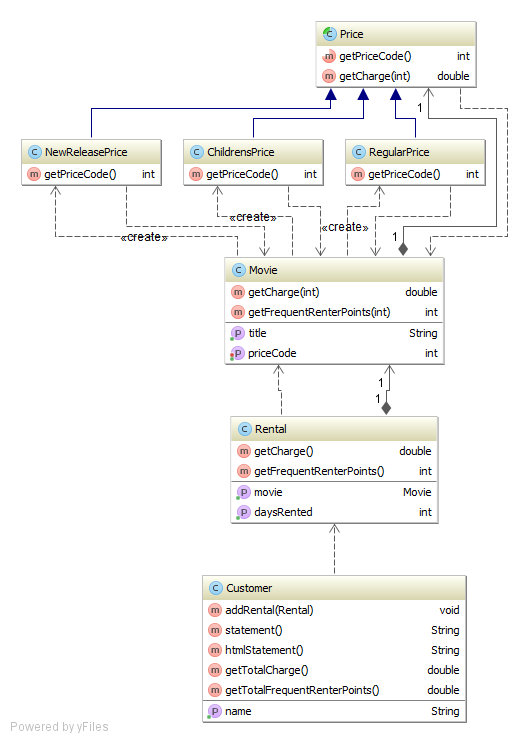 C Price
m getPriceCode() int
m getCharge(int) double
1
C NewReleasePrice
m getPriceCode() int
C ChildrensPrice
m getPriceCode() int
C RegularPrice
m getPriceCode() int
«create»
«create»
«create»
1
C Movie
m getCharge(int) double
m getFrequentRenterPoints(int) int
P title String
P priceCode int
1
1
C Rental
m getCharge() double
m getFrequentRenterPoints() int
P movie Movie
P daysRented int
C Customer
m addRental(Rental) void
m statement() String
m htmlStatement() String
m getTotalCharge() double
m getTotalFrequentRenterPoints() double
P name String
Powered by yFiles